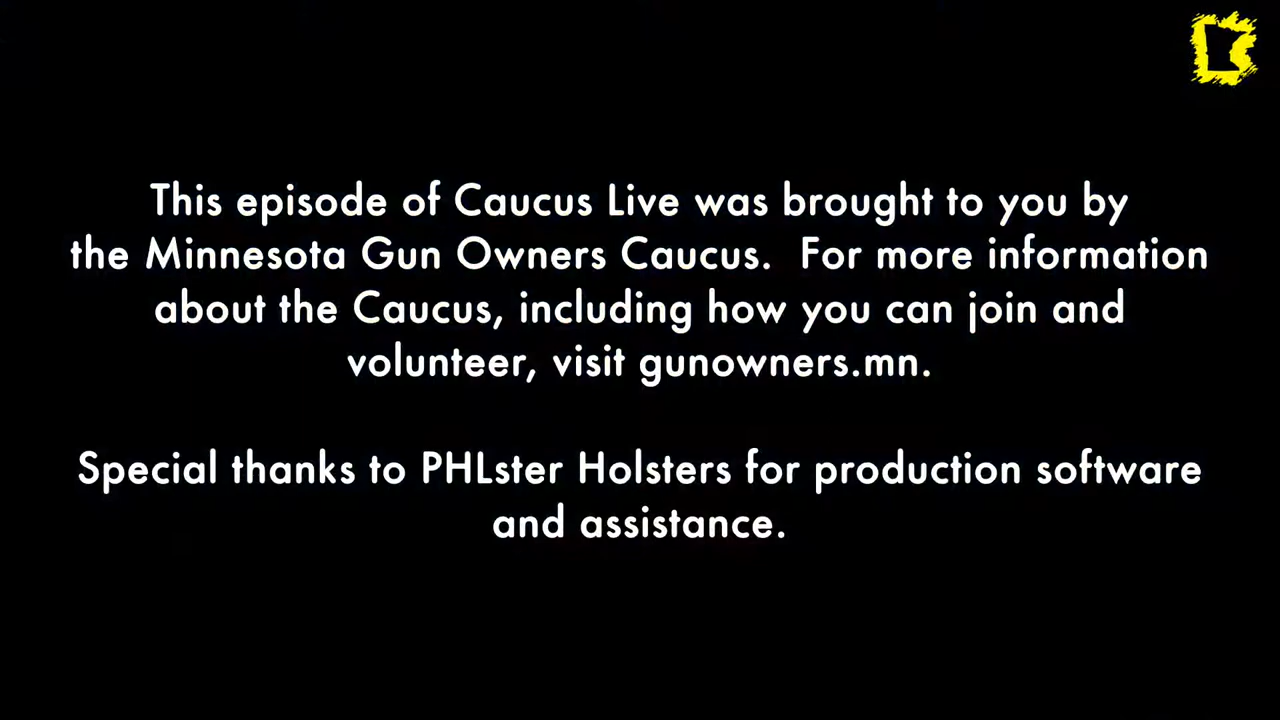 This episode of Caucus Live was brought to you by
the Minnesota Gun Owners Caucus.  For more information
about the Caucus, including how you can join and
volunteer, visit gunowners.mn.
Special thanks to PHLster Holsters for production software
and assistance.